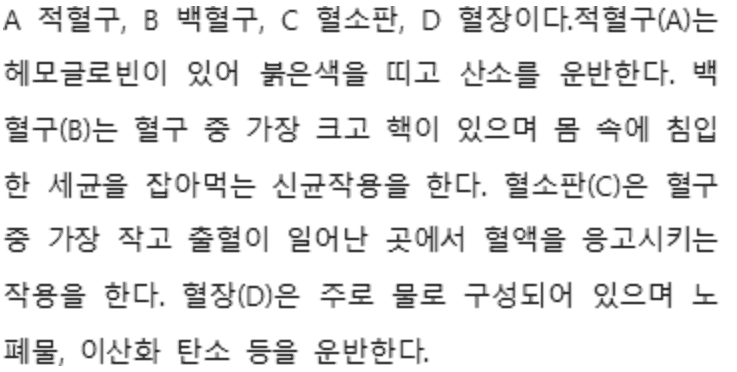 A 적혈구, B 백혈구, C 혈소판, D 혈장이다.적혈구(A)는
헤모글로빈이 있어 붉은색을 띠고 산소를 운반한다. 백
혈구(B)는 혈구 중 가장 크고 핵이 있으며 몸 속에 침입
한 세균을 잡아먹는 신균작용을 한다. 혈소판(C)은 혈구
중 가장 작고 출혈이 일어난 곳에서 혈액을 응고시키는
작용을 한다. 혈장(D)은 주로 물로 구성되어 있으며 노
폐물, 이산화 탄소 등을 운반한다.